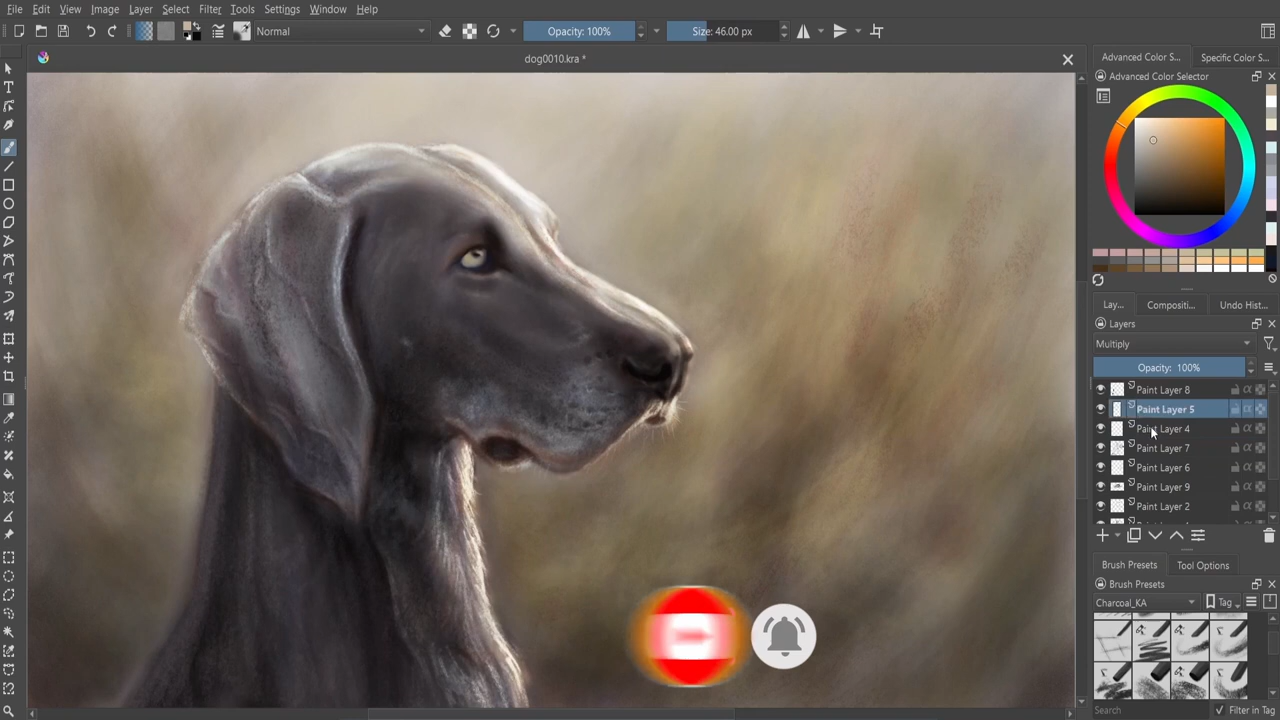 File Edit View Image Layer Select Filter Tools Settings Window Help
Normal
Opacity: 100%
Size: 46.00 px
dog0010.kra *
Advanced Color S...
Specific Color S...
Advanced Color Selector
Lay...
Compositi...
Undo Hist...
Layers
Multiply
Opacity: 100%
Paint Layer 8
Paint Layer 5
Paint Layer 4
Paint Layer 7
Paint Layer 6
Paint Layer 9
Paint Layer 2
Brush Presets
Tool Options
Brush Presets
Charcoal_KA
Tag
Search
Filter in Tag